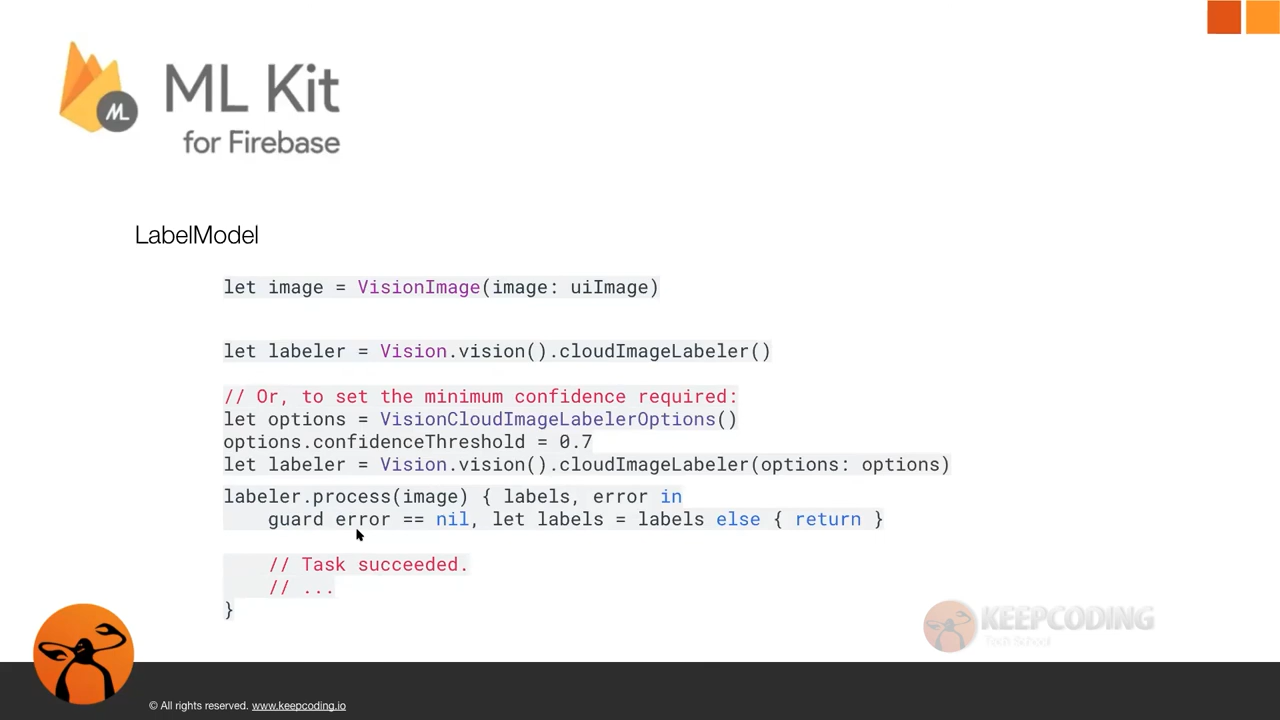 ML Kit
for Firebase
LabelModel
let image = VisionImage(image: uiImage)
let labeler = Vision.vision().cloudImageLabeler()
// Or, to set the minimum confidence required:
let options = VisionCloudImageLabelerOptions()
options.confidenceThreshold = 0.7
let labeler = Vision.vision().cloudImageLabeler(options: options)
labeler.process(image) { labels, error in
    guard error == nil, let labels = labels else { return }
    // Task succeeded.
    // ...
}
KEEPCODING
Tech School
© All rights reserved. www.keepcoding.io